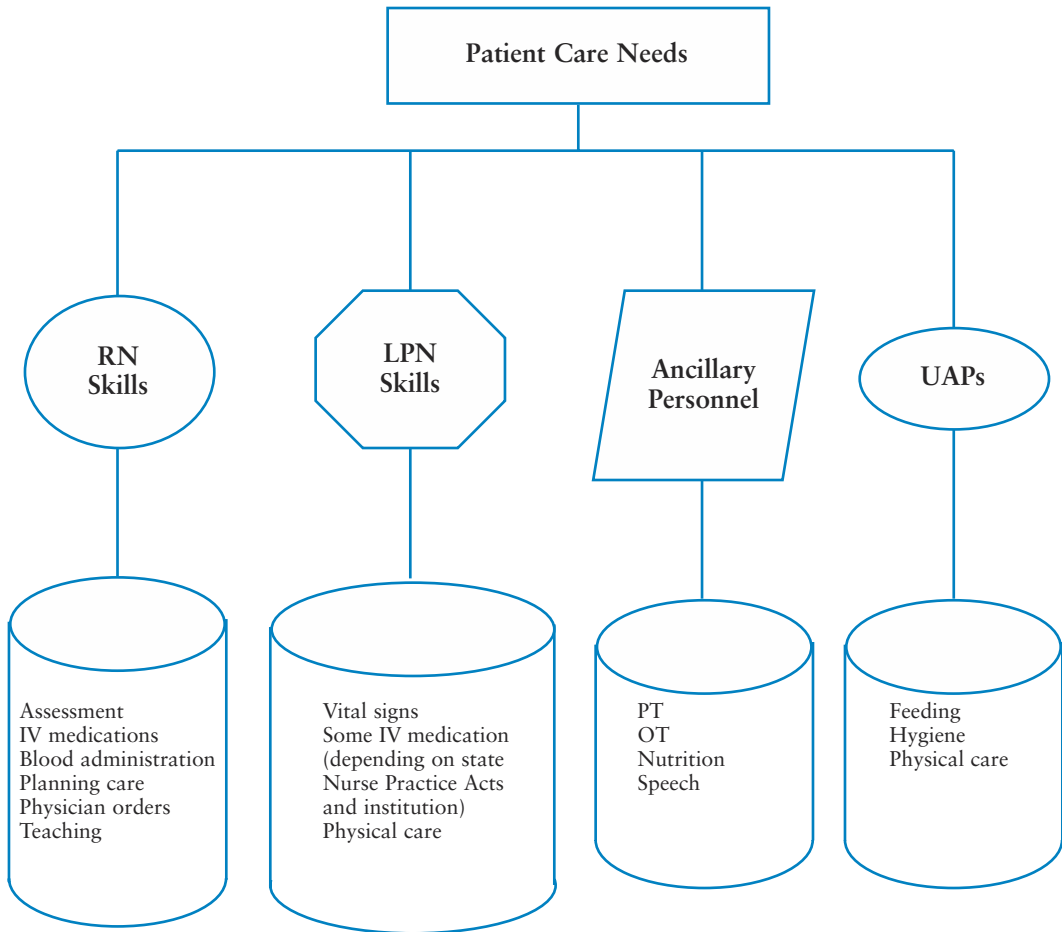 Patient Care Needs
RN
Skills
LPN
Skills
Ancillary
Personnel
UAPs
Assessment
IV medications
Blood administration
Planning care
Physician orders
Teaching
Vital signs
Some IV medication
(depending on state
Nurse Practice Acts
and institution)
Physical care
PT
OT
Nutrition
Speech
Feeding
Hygiene
Physical care